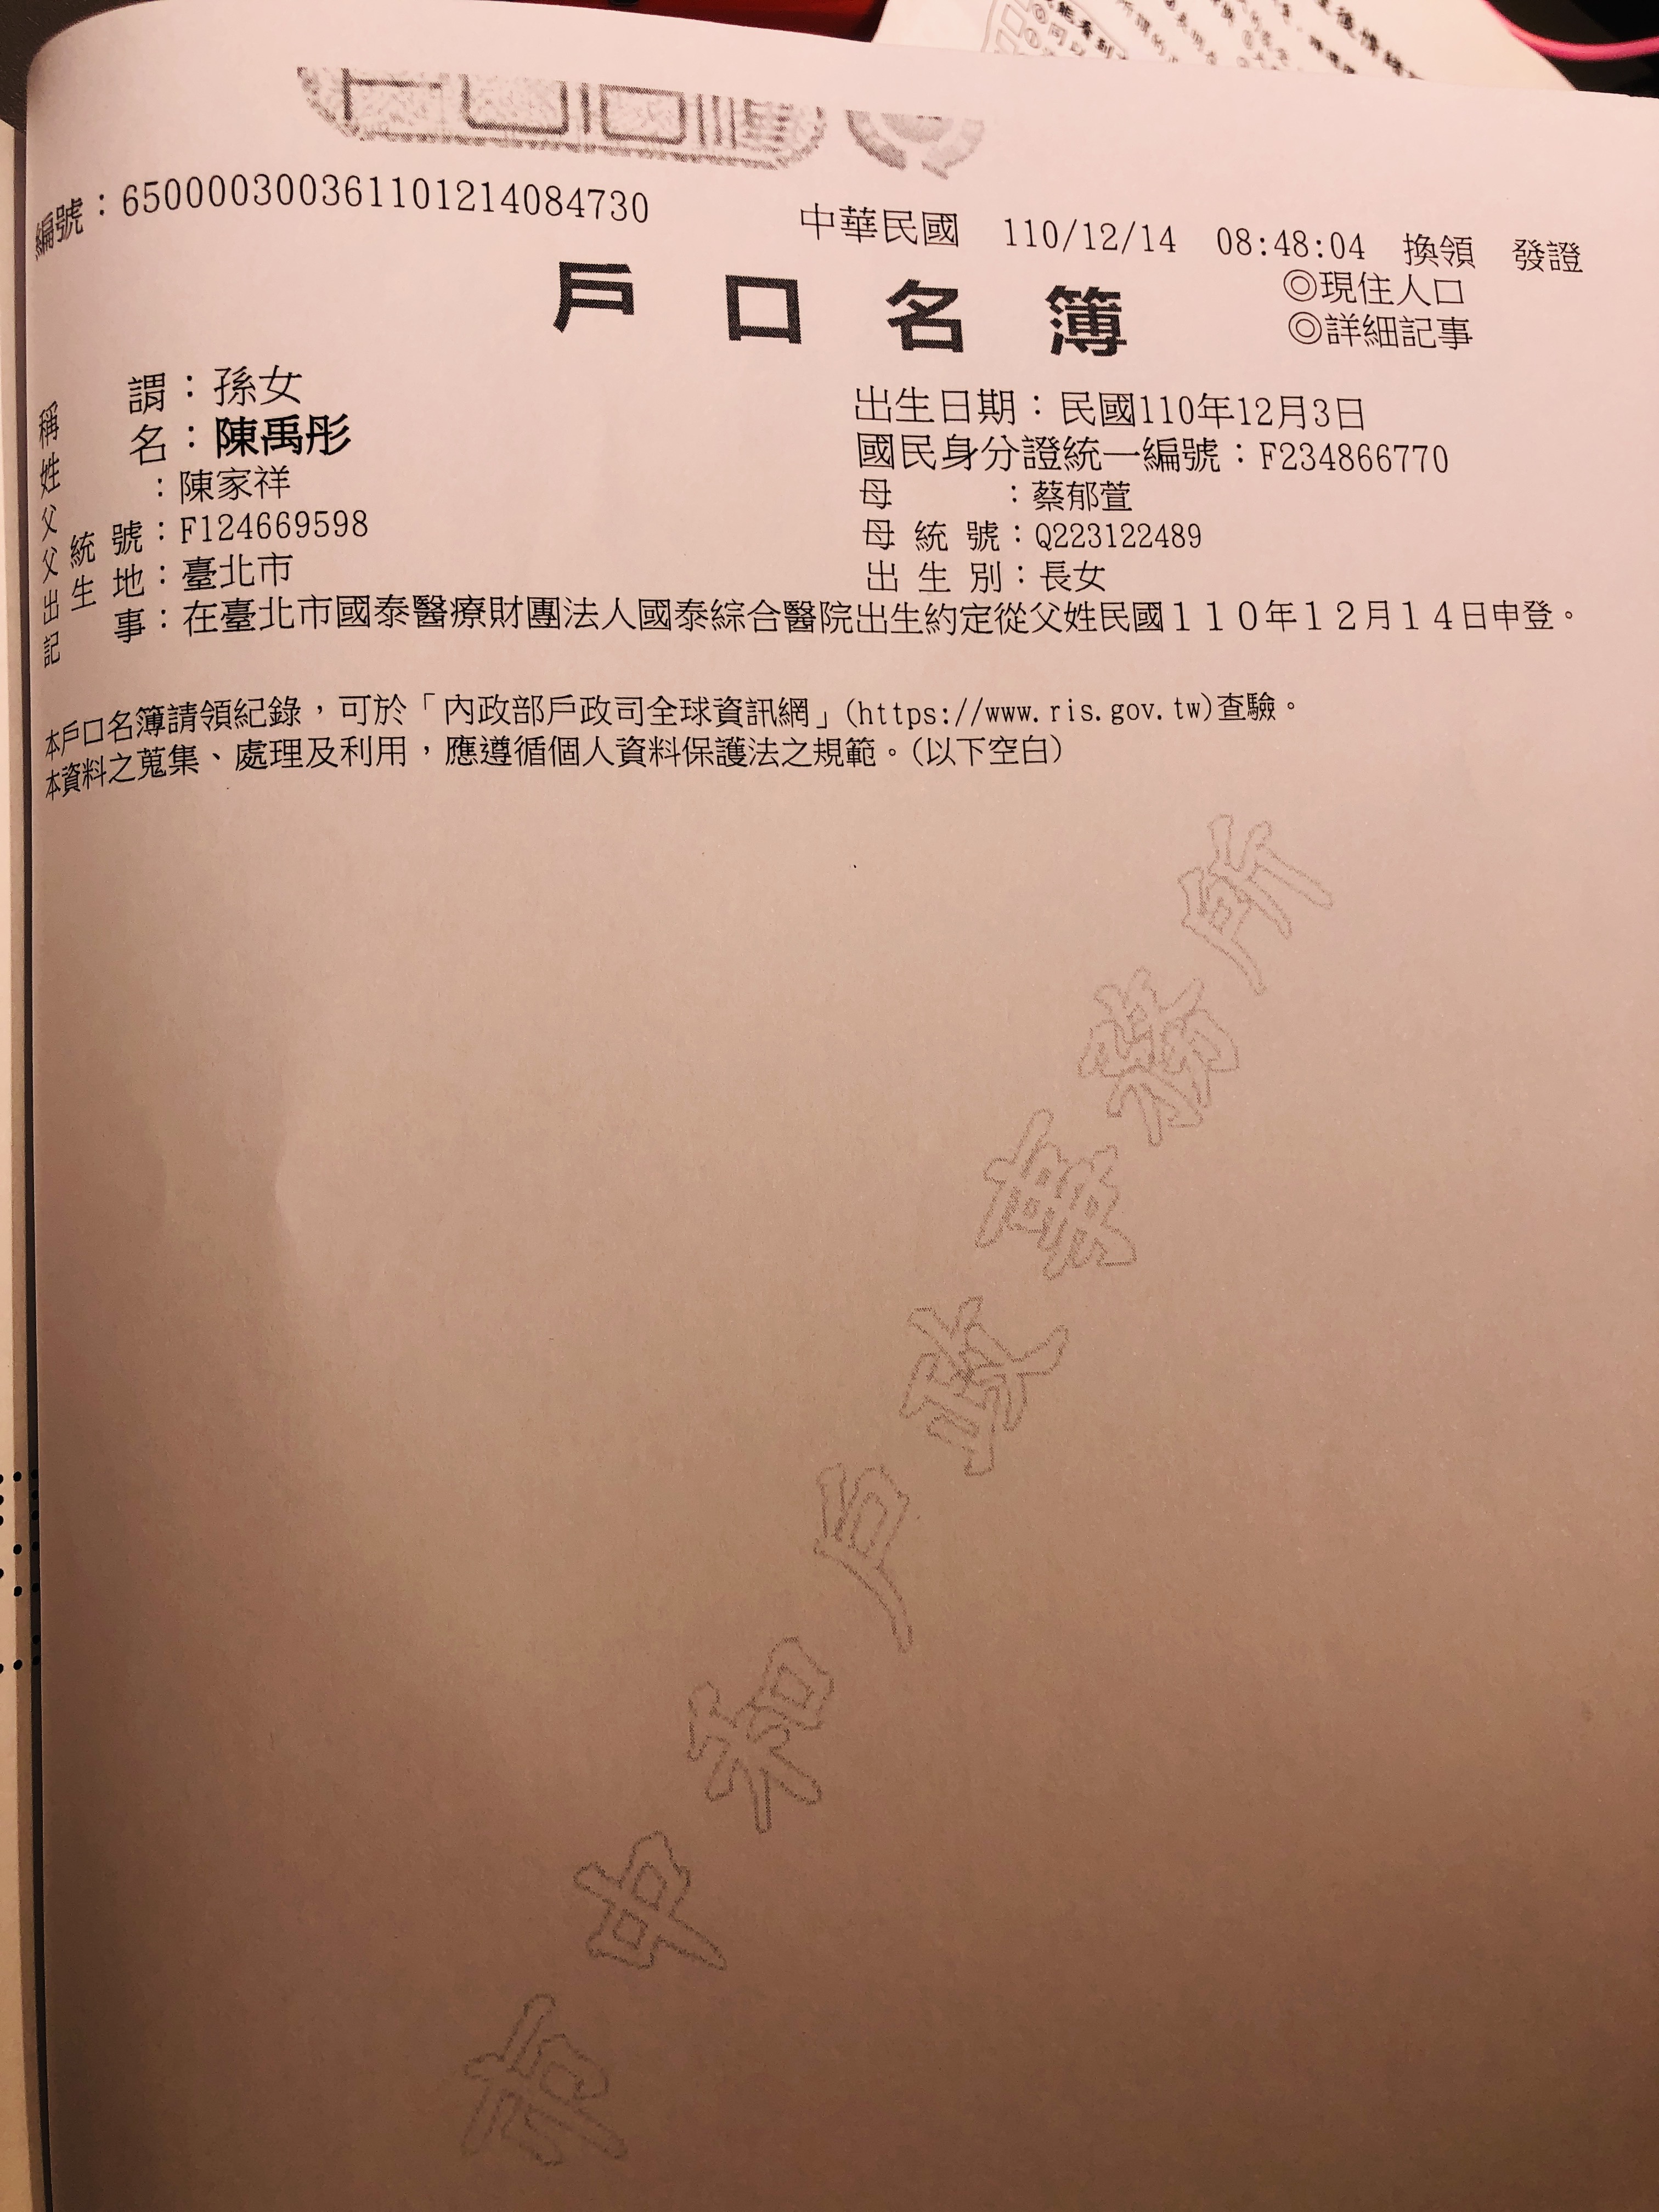 編號：65000030036110121408​4730
中華民國 110/12/14 08:48:04 換領 發證
戶口名簿
◎現住人口
◎詳細記事
稱謂：孫女
出生日期：民國110年12月3日
姓名：陳禹彤
國民身分證統一編號：F234866770
父：陳家祥
母：蔡郁萱
父統號：F124669598
母統號：Q223122489
出生地：臺北市
出生別：長女
記事：在臺北市國泰醫療財團法人國泰綜合醫院出生約定從父姓民國１１０年１２月１４日申登。
本戶口名簿請領紀錄，可於「內政部戶政司全球資訊網」(https://www.ris.gov.tw)查驗。
本資料之蒐集、處理及利用，應遵循個人資料保護法之規範。(以下空白)
市中和戶政事務所